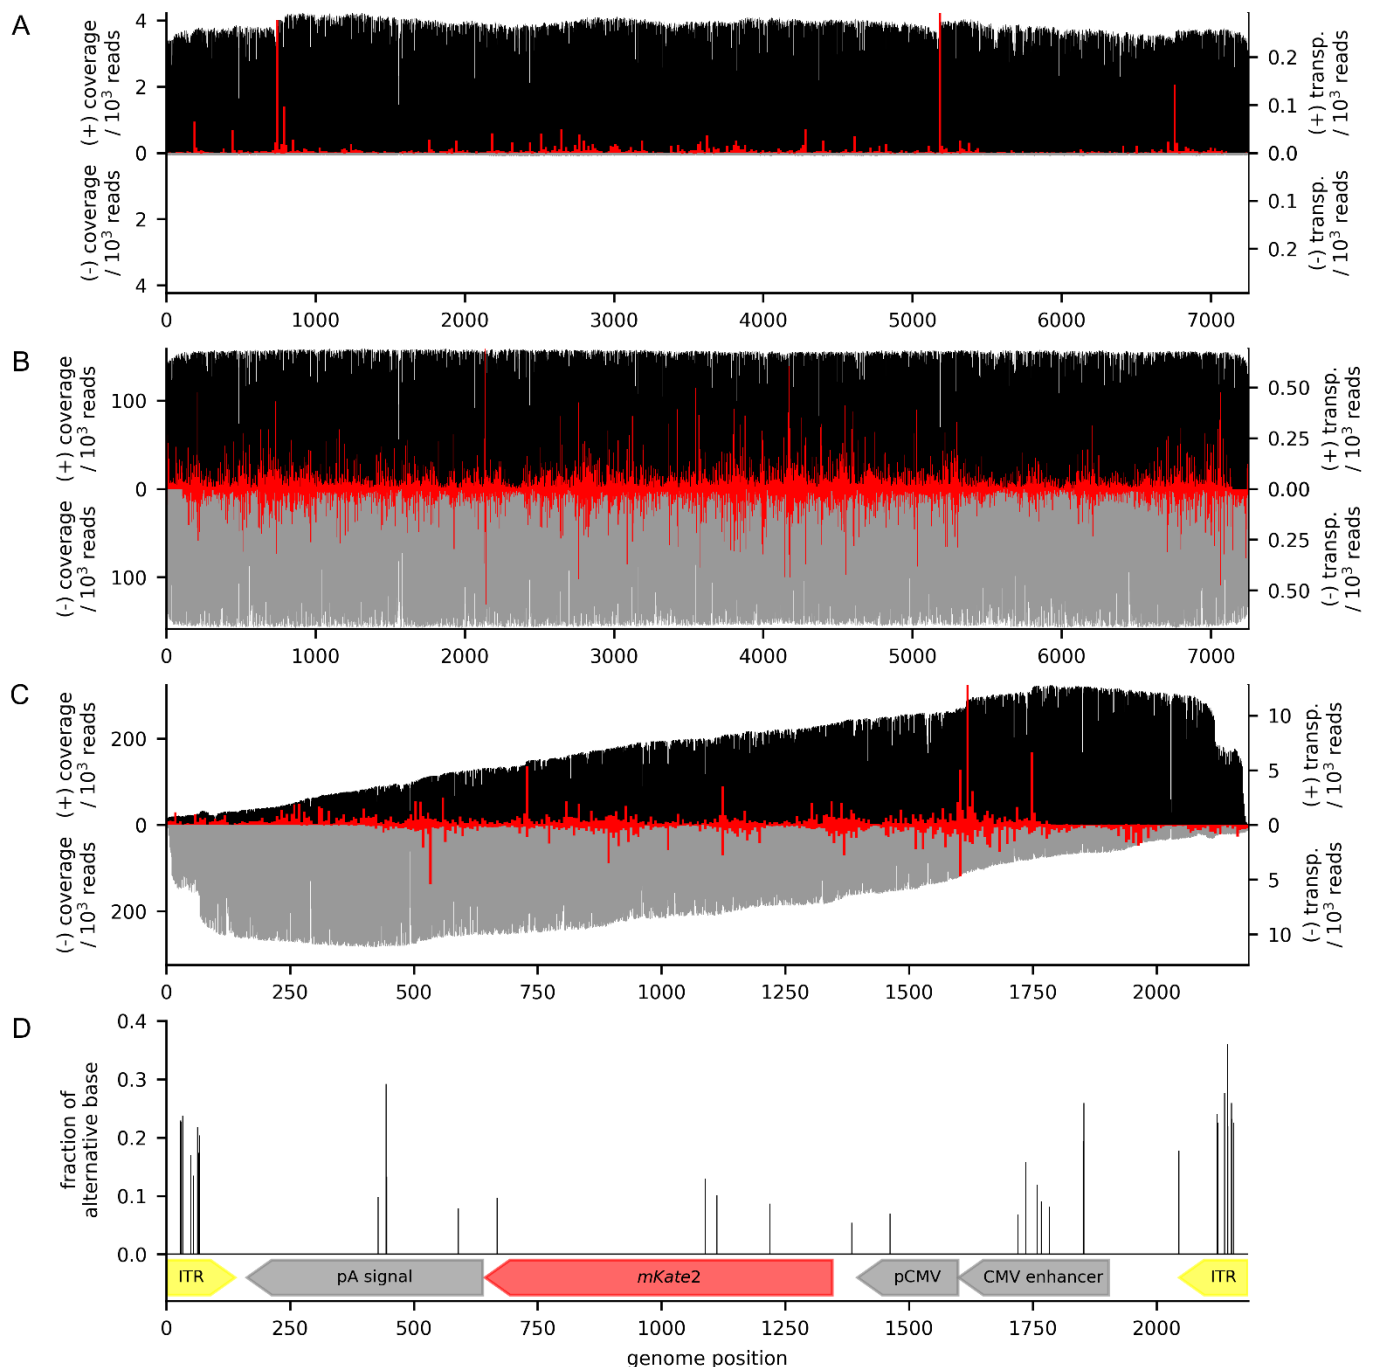 A
(+) coverage
/ 10³ reads
(-) coverage
/ 10³ reads
4
2
0
2
4
0.2
0.1
0.0
0.1
0.2
(+) transp.
/ 10³ reads
(-) transp.
/ 10³ reads
0 1000 2000 3000 4000 5000 6000 7000
B
(+) coverage
/ 10³ reads
(-) coverage
/ 10³ reads
100
0
100
0.50
0.25
0.00
0.25
0.50
(+) transp.
/ 10³ reads
(-) transp.
/ 10³ reads
0 1000 2000 3000 4000 5000 6000 7000
C
(+) coverage
/ 10³ reads
(-) coverage
/ 10³ reads
200
0
200
10
5
0
5
10
(+) transp.
/ 10³ reads
(-) transp.
/ 10³ reads
0 250 500 750 1000 1250 1500 1750 2000
D
fraction of
alternative base
0.4
0.3
0.2
0.1
0.0
ITR pA signal mKate2 pCMV CMV enhancer ITR
0 250 500 750 1000 1250 1500 1750 2000
genome position